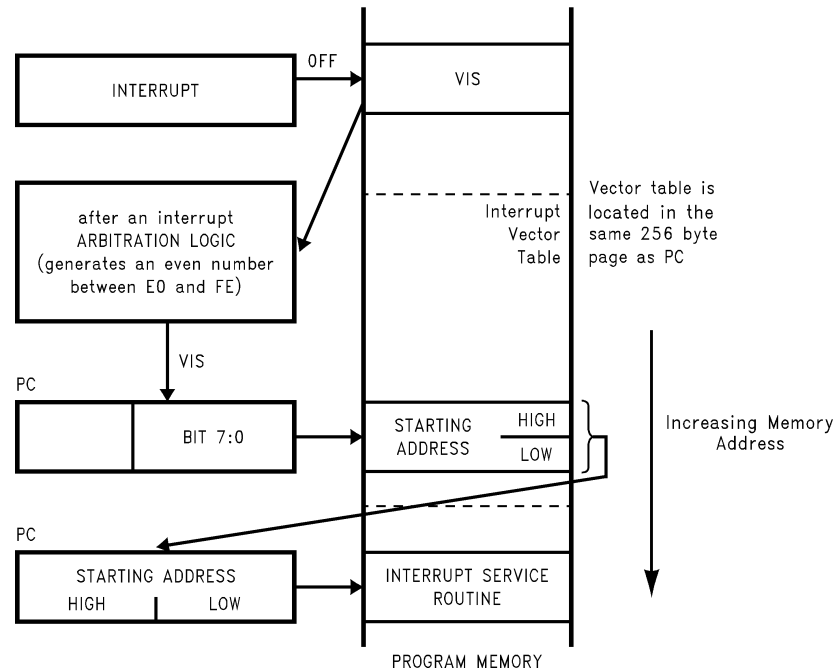 INTERRUPT
OFF
VIS
after an interrupt
ARBITRATION LOGIC
(generates an even number
between E0 and FE)
Interrupt
Vector
Table
Vector table is
located in the
same 256 byte
page as PC
VIS
PC
BIT 7:0
STARTING
ADDRESS
HIGH
LOW
Increasing Memory
Address
PC
STARTING ADDRESS
HIGH
LOW
INTERRUPT SERVICE
ROUTINE
PROGRAM MEMORY